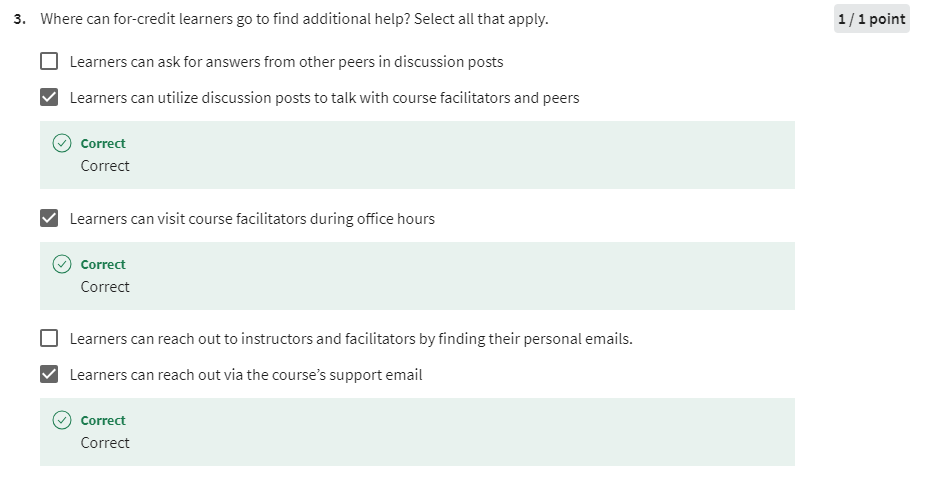 3. Where can for-credit learners go to find additional help? Select all that apply.
1 / 1 point
Learners can ask for answers from other peers in discussion posts
Learners can utilize discussion posts to talk with course facilitators and peers
Correct
Correct
Learners can visit course facilitators during office hours
Correct
Correct
Learners can reach out to instructors and facilitators by finding their personal emails.
Learners can reach out via the course’s support email
Correct
Correct